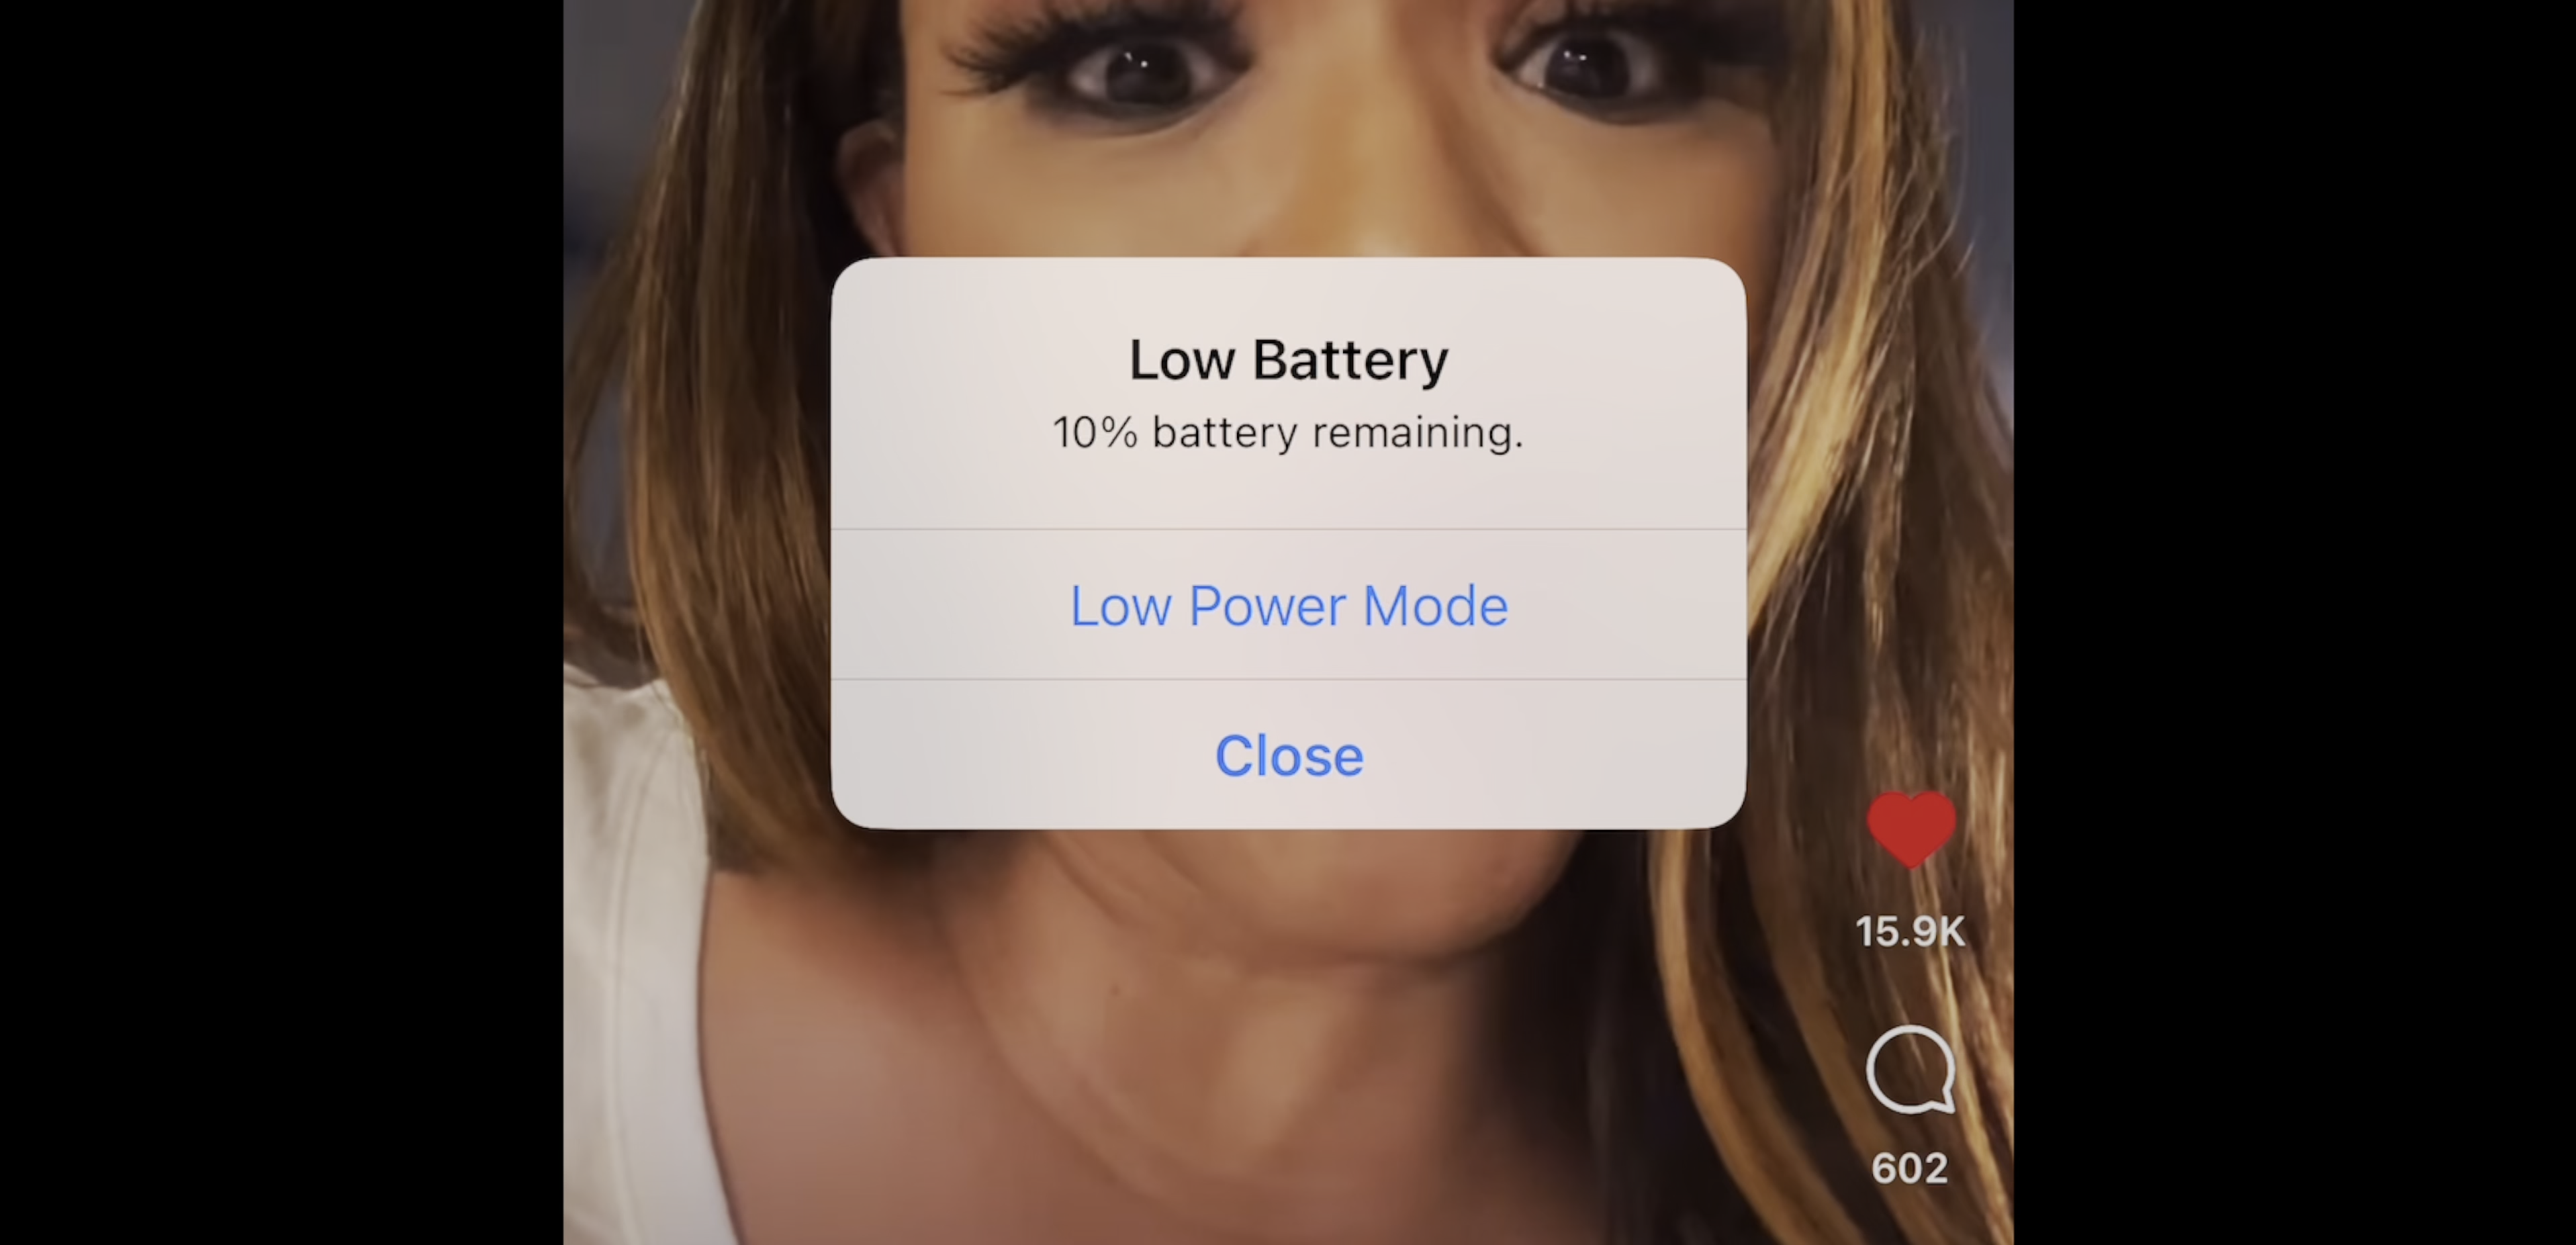 Low Battery
10% battery remaining.
Low Power Mode
Close
15.9K
602